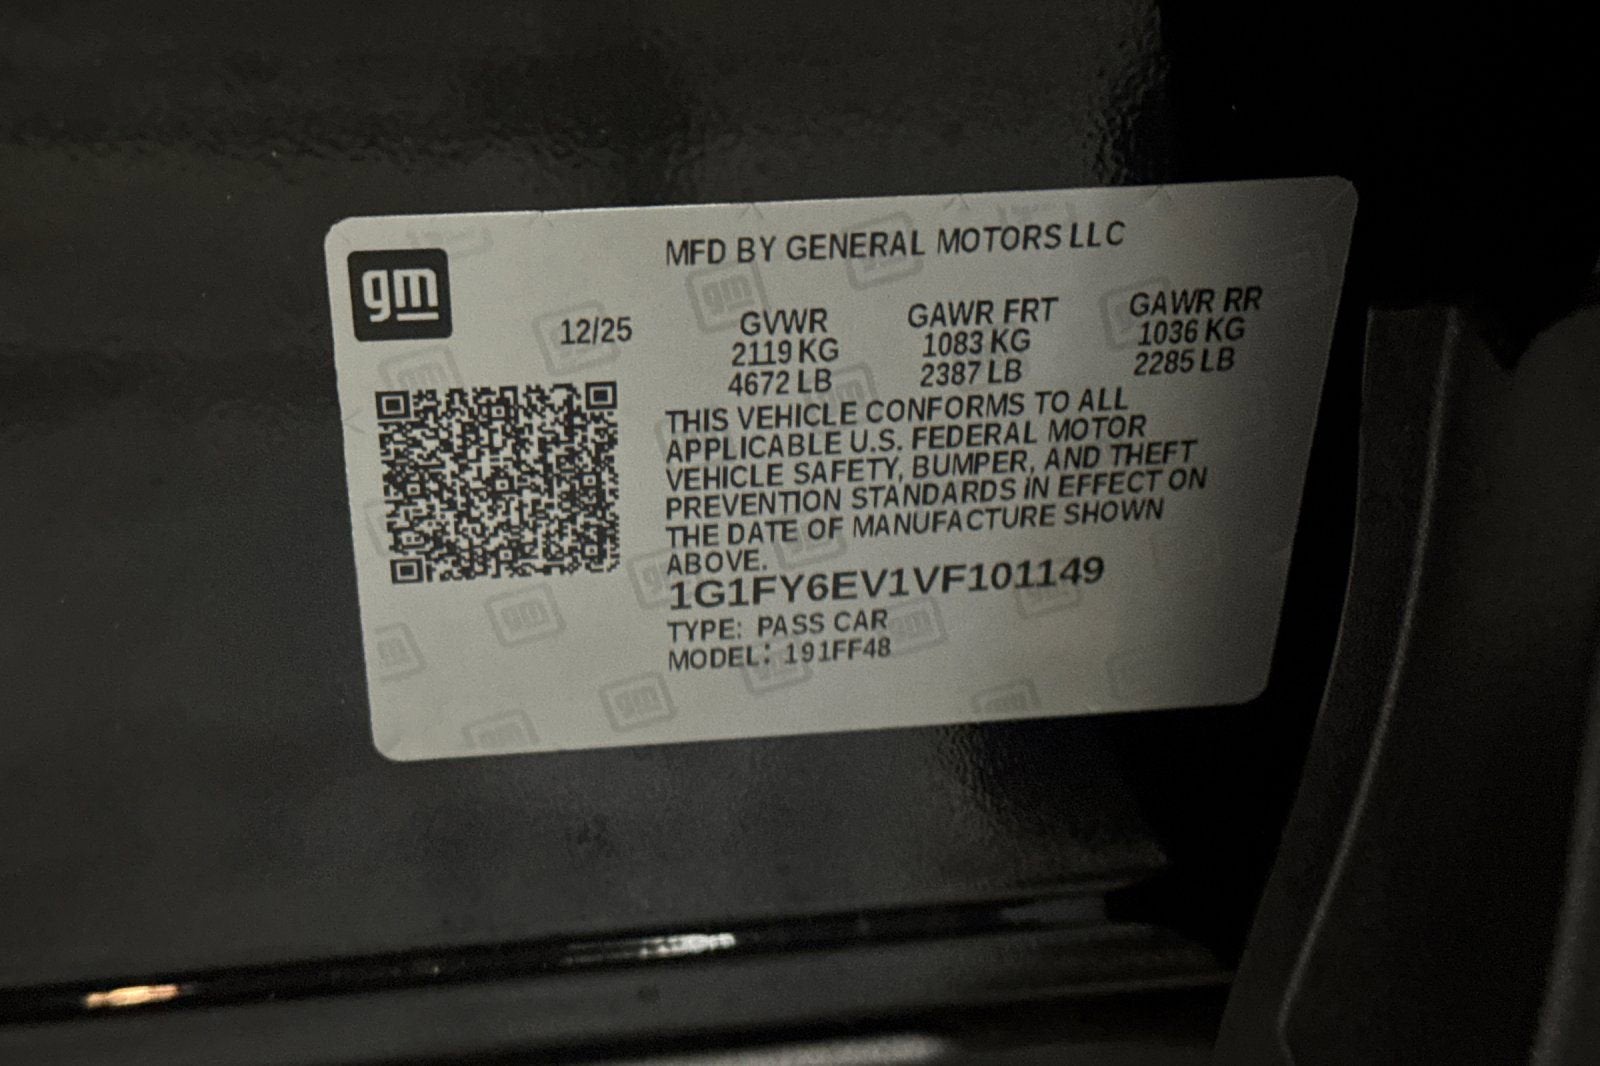 gm
MFD BY GENERAL MOTORS LLC
12/25
GVWR GAWR FRT GAWR RR
2119 KG 1083 KG 1036 KG
4672 LB 2387 LB 2285 LB
THIS VEHICLE CONFORMS TO ALL
APPLICABLE U.S. FEDERAL MOTOR
VEHICLE SAFETY, BUMPER, AND THEFT
PREVENTION STANDARDS IN EFFECT ON
THE DATE OF MANUFACTURE SHOWN
ABOVE.
1G1FY6EV1VF101149
TYPE: PASS CAR
MODEL: 191FF48